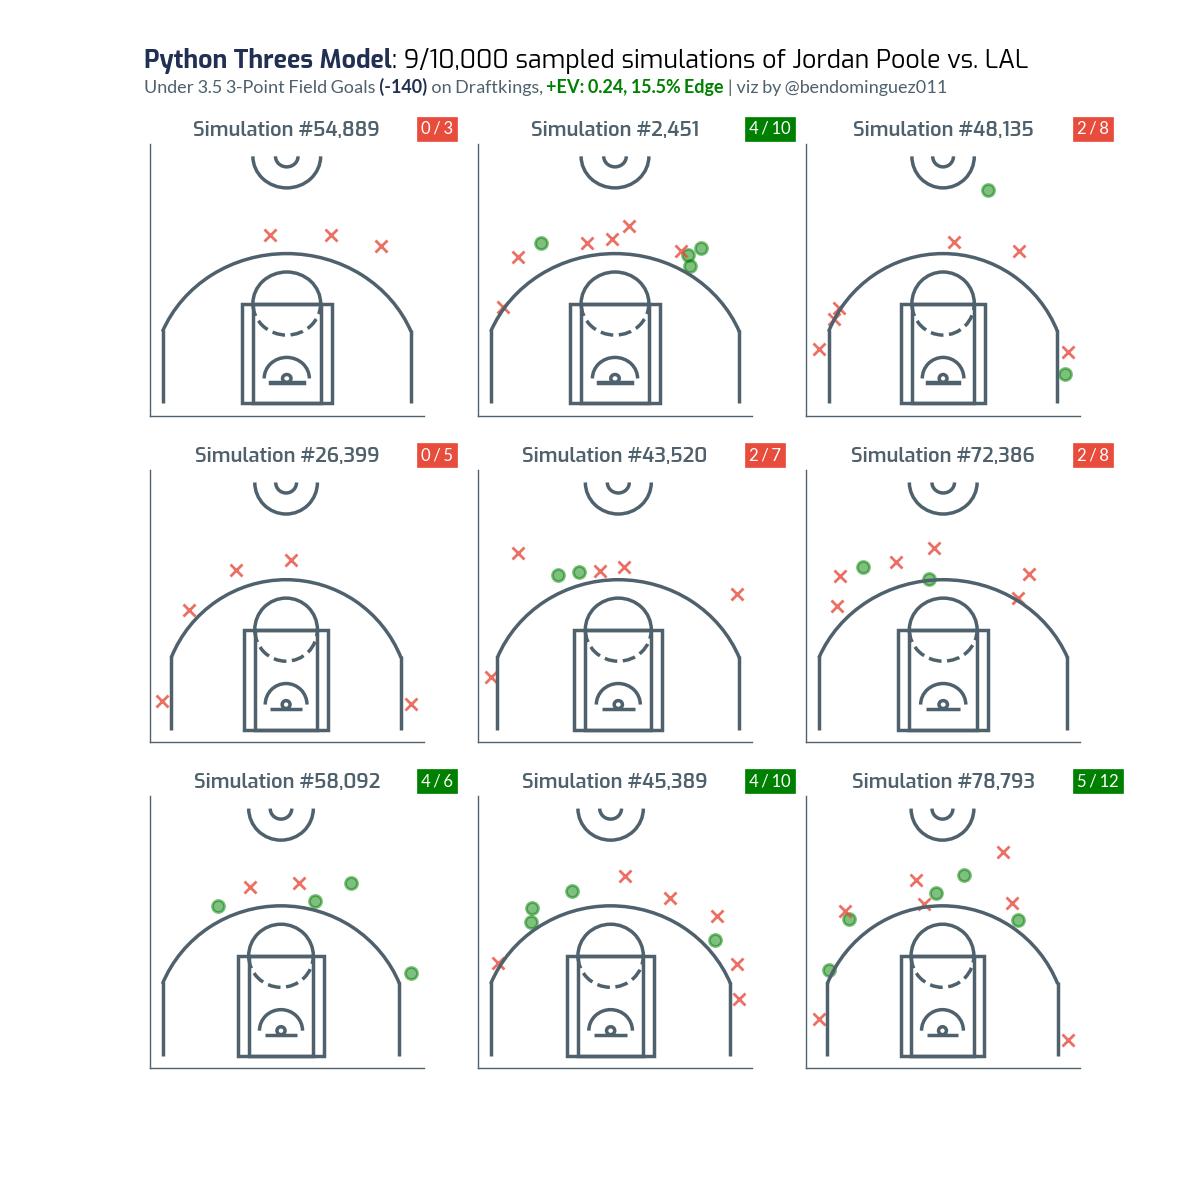 Python Threes Model: 9/10,000 sampled simulations of Jordan Poole vs. LAL
Under 3.5 3-Point Field Goals (-140) on Draftkings, +EV: 0.24, 15.5% Edge | viz by @bendominguez011
Simulation #54,889 0 / 3
Simulation #2,451 4 / 10
Simulation #48,135 2 / 8
Simulation #26,399 0 / 5
Simulation #43,520 2 / 7
Simulation #72,386 2 / 8
Simulation #58,092 4 / 6
Simulation #45,389 4 / 10
Simulation #78,793 5 / 12